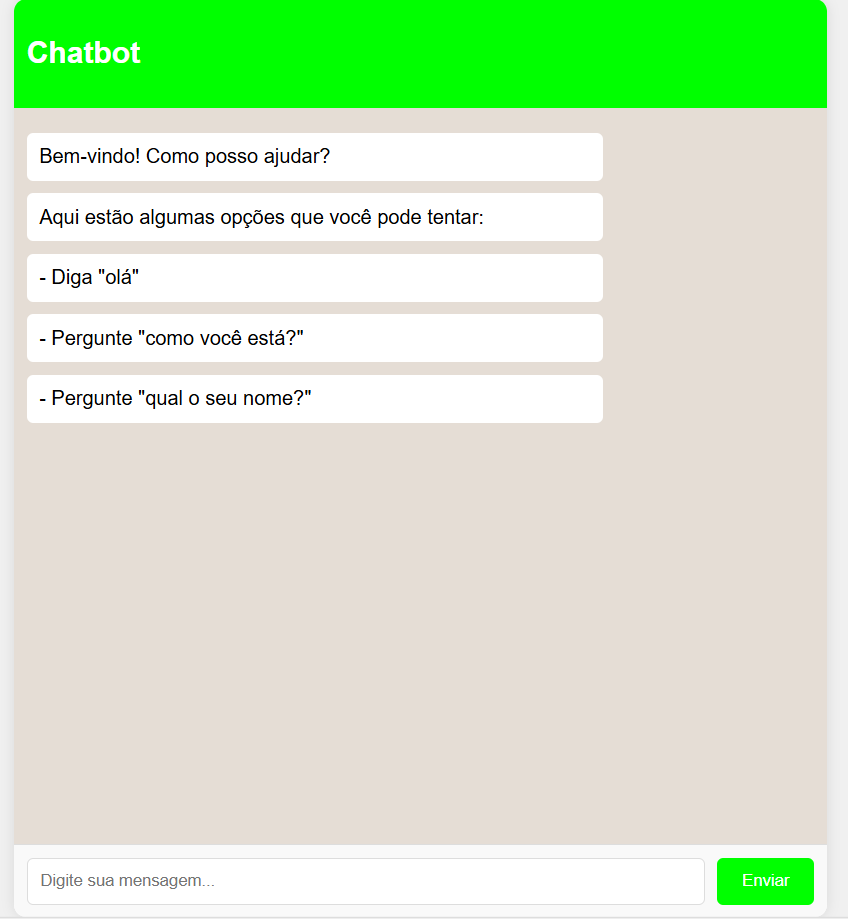 Chatbot
Bem-vindo! Como posso ajudar?
Aqui estão algumas opções que você pode tentar:
- Diga "olá"
- Pergunte "como você está?"
- Pergunte "qual o seu nome?"
Digite sua mensagem...
Enviar